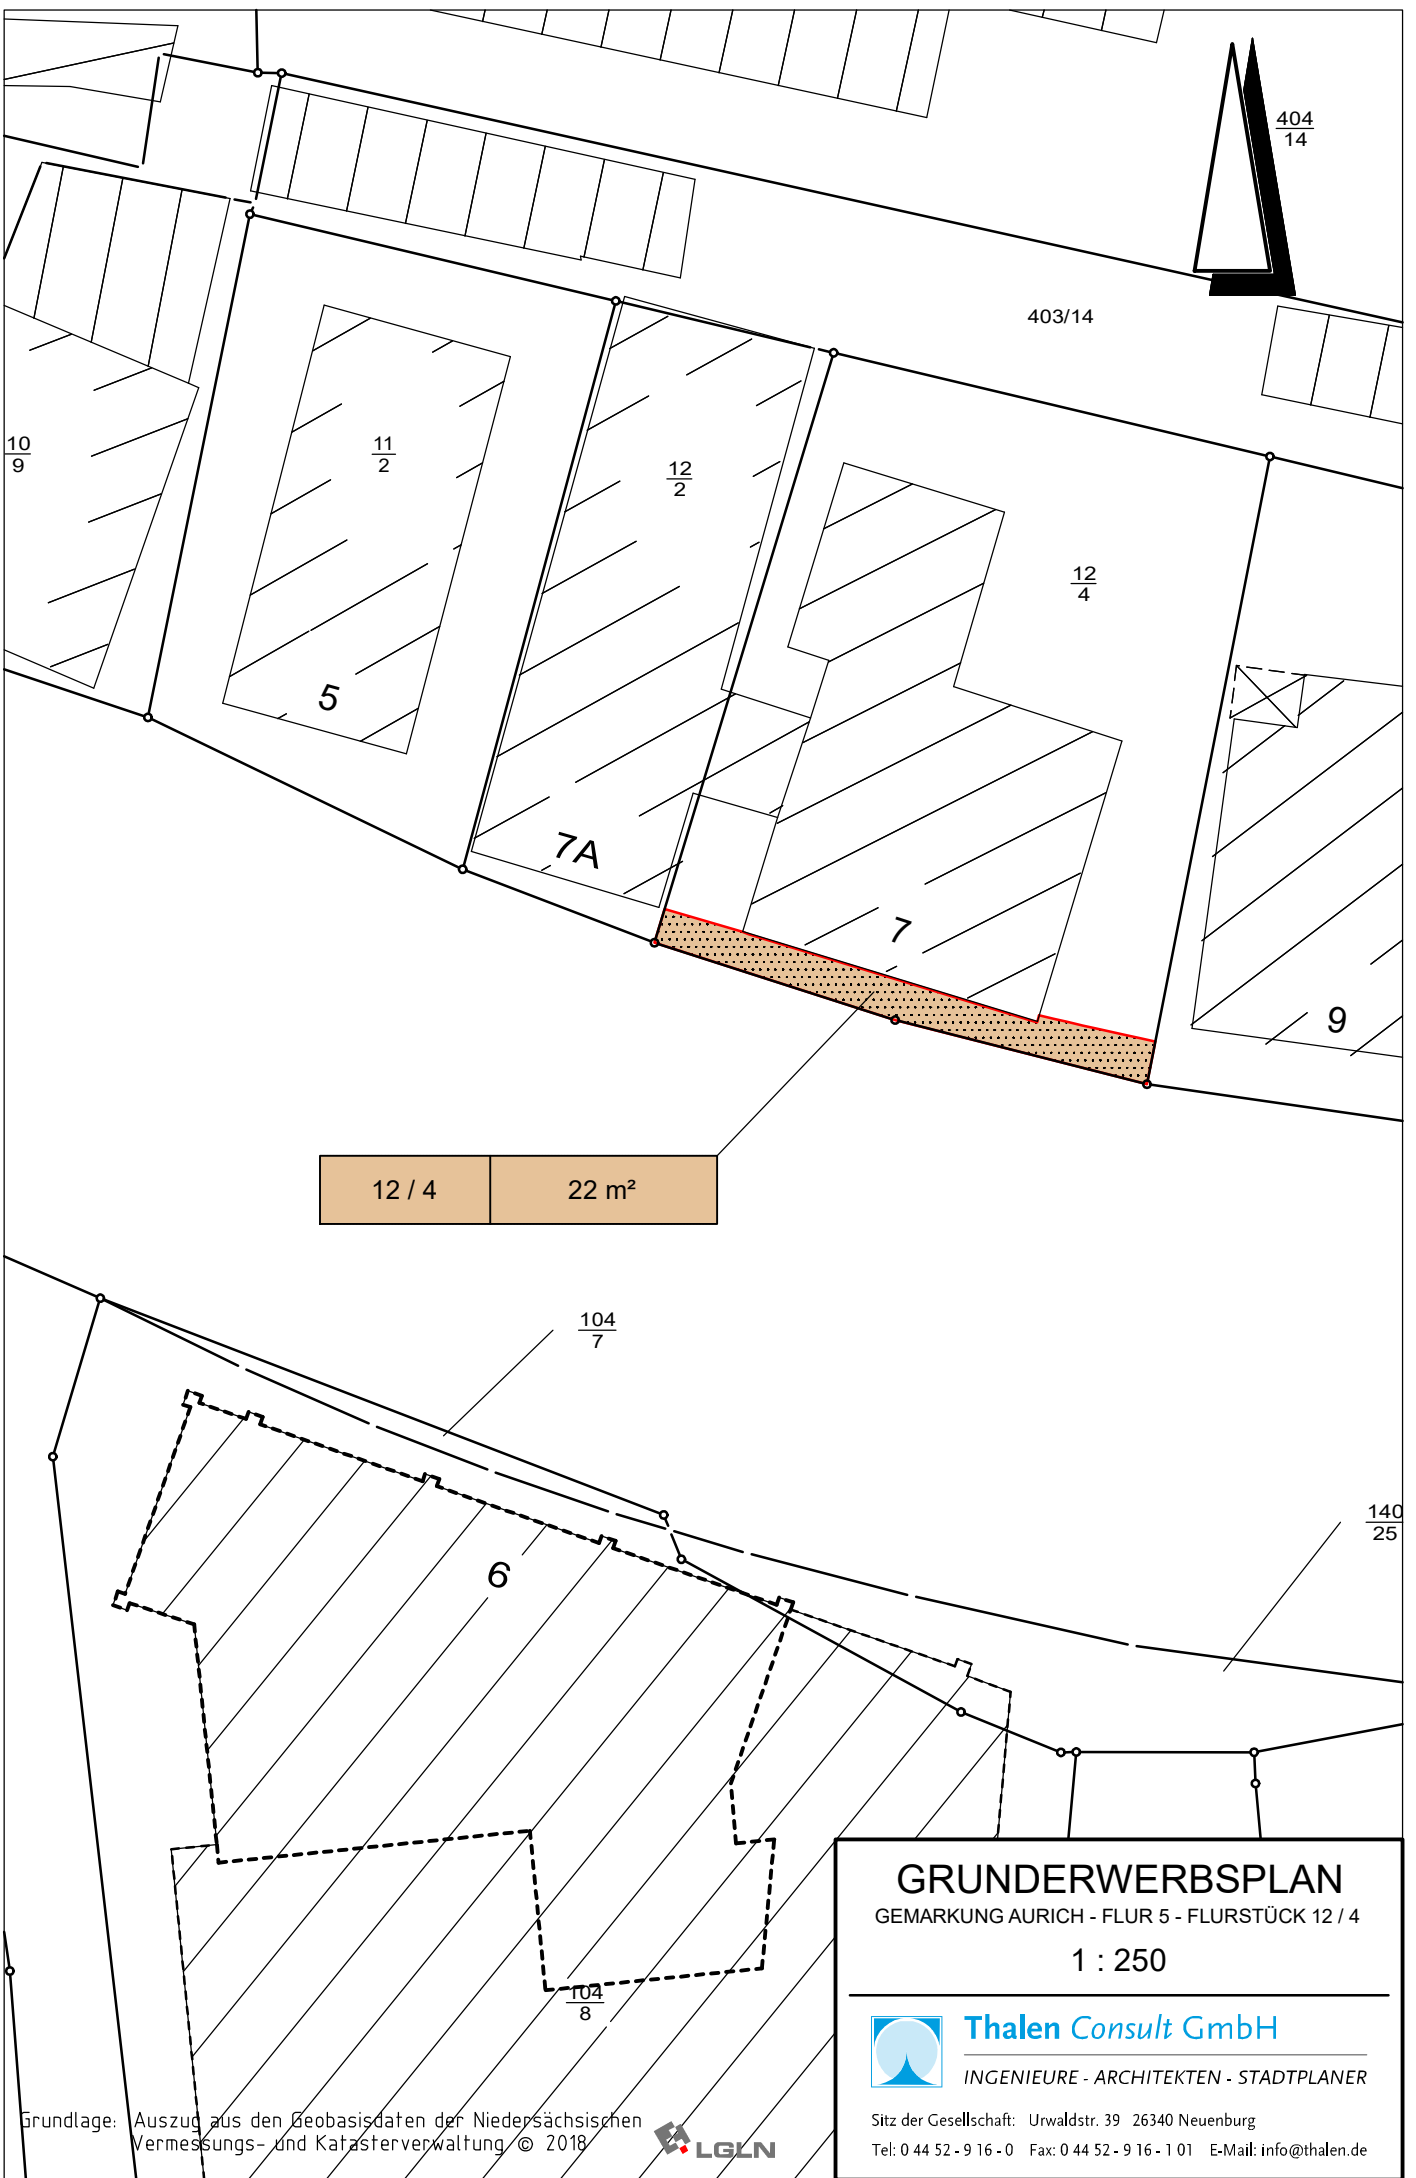 404
14
403/14
10
9
11
2
12
2
12
4
5
7A
7
9
12 / 4 22 m²
104
7
140
25
6
104
8
GRUNDERWERBSPLAN
GEMARKUNG AURICH - FLUR 5 - FLURSTÜCK 12 / 4
1 : 250
Thalen Consult GmbH
INGENIEURE - ARCHITEKTEN - STADTPLANER
Sitz der Gesellschaft: Urwaldstr. 39 26340 Neuenburg
Tel: 0 44 52 - 9 16 - 0 Fax: 0 44 52 - 9 16 - 1 01 E-Mail: info@thalen.de
Grundlage: Auszug aus den Geobasisdaten der Niedersächsischen
Vermessungs- und Katasterverwaltung © 2018
LGLN